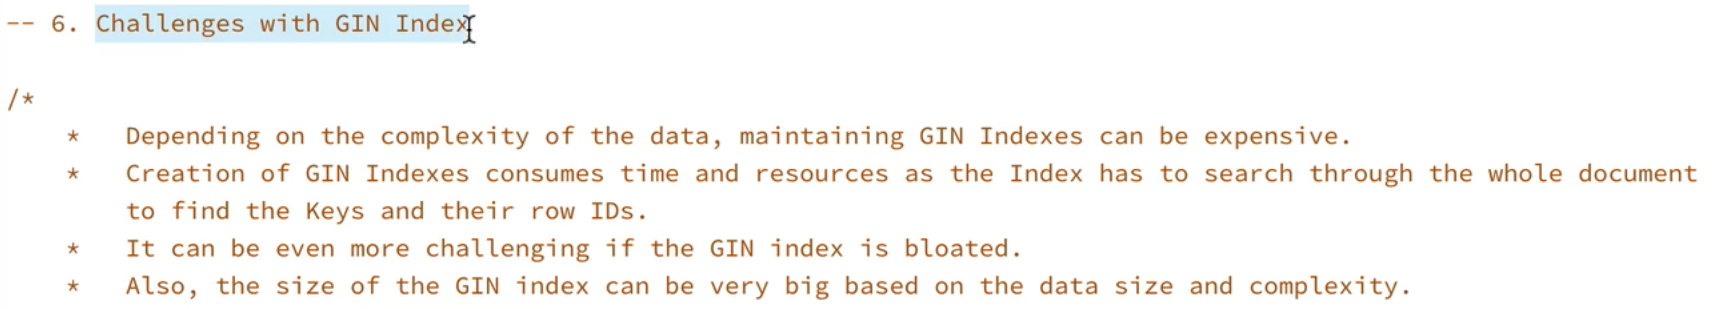 -- 6. Challenges with GIN Index
/*
* Depending on the complexity of the data, maintaining GIN Indexes can be expensive.
* Creation of GIN Indexes consumes time and resources as the Index has to search through the whole document
to find the Keys and their row IDs.
* It can be even more challenging if the GIN index is bloated.
* Also, the size of the GIN index can be very big based on the data size and complexity.